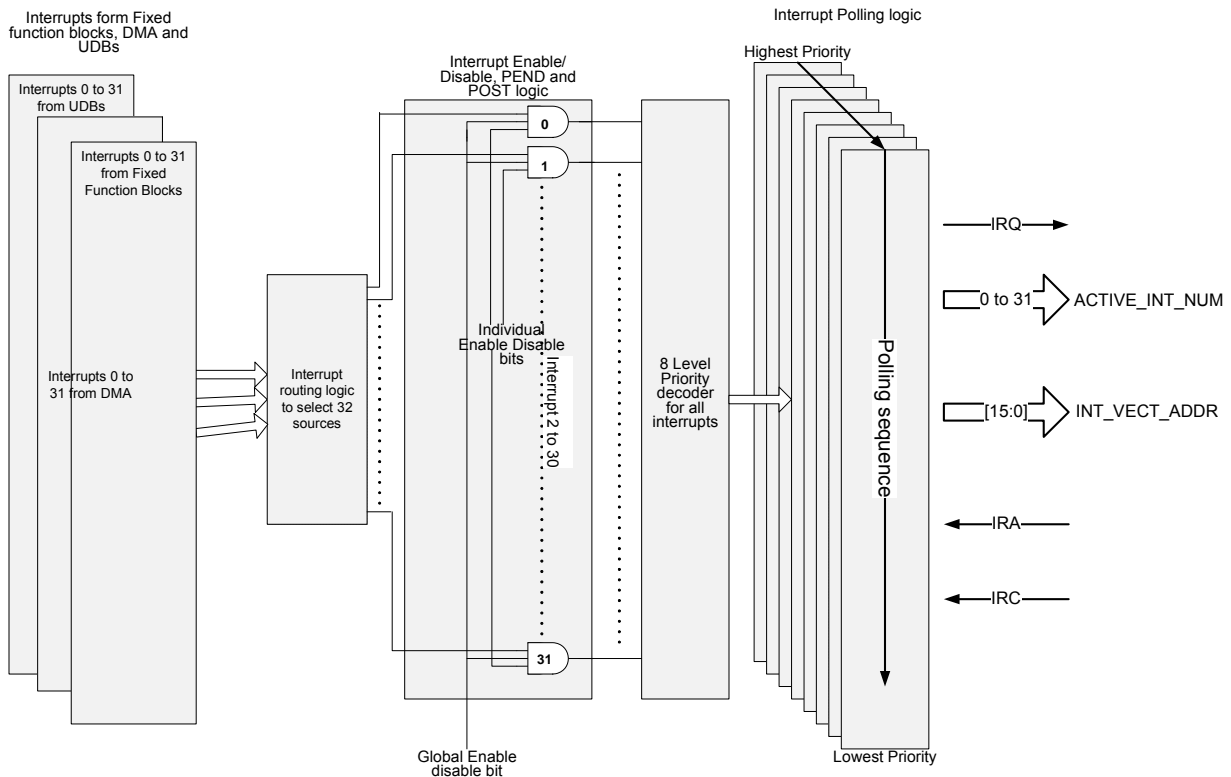 Interrupts form Fixed
function blocks, DMA and
UDBs
Interrupts 0 to 31
from UDBs
Interrupts 0 to 31
from Fixed
Function Blocks
Interrupts 0 to
31 from DMA
Interrupt
routing logic
to select 32
sources
Interrupt Enable/
Disable, PEND and
POST logic
0
1
Individual
Enable Disable
bits
Interrupt 2 to 30
31
Global Enable
disable bit
8 Level
Priority
decoder
for all
interrupts
Interrupt Polling logic
Highest Priority
Polling sequence
Lowest Priority
IRQ
0 to 31
ACTIVE_INT_NUM
[15:0]
INT_VECT_ADDR
IRA
IRC